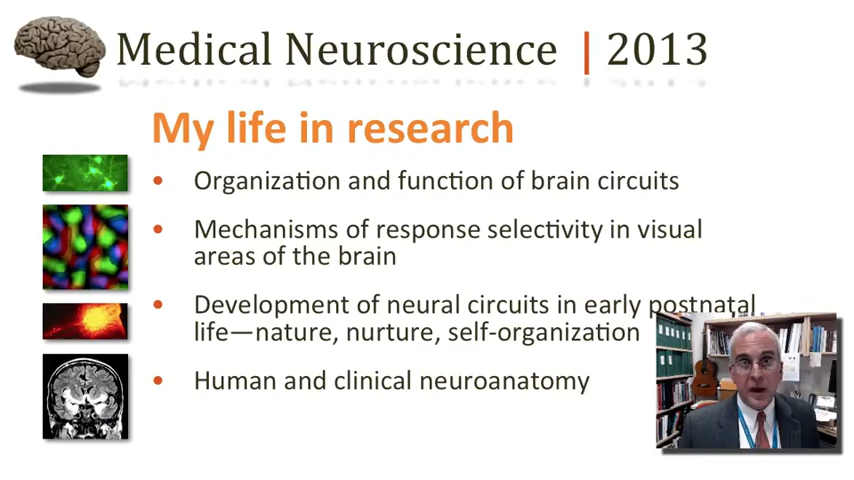 Medical Neuroscience | 2013
My life in research
• Organization and function of brain circuits
• Mechanisms of response selectivity in visual
areas of the brain
• Development of neural circuits in early postnatal
life—nature, nurture, self-organization
• Human and clinical neuroanatomy